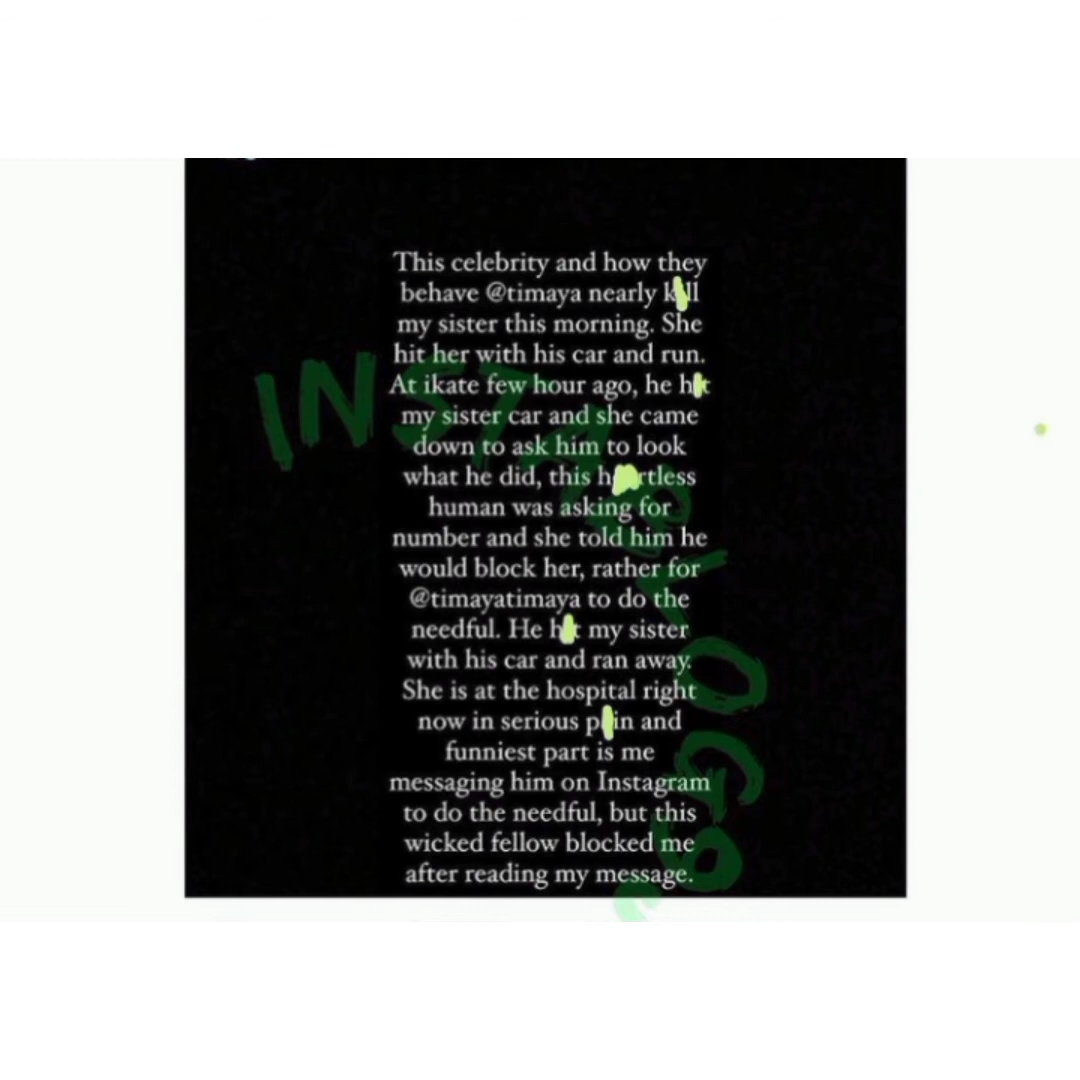 This celebrity and how they
behave @timaya nearly kill
my sister this morning. She
hit her with his car and run.
At ikate few hour ago, he hit
my sister car and she came
down to ask him to look
what he did, this heartless
human was asking for
number and she told him he
would block her, rather for
@timayatimaya to do the
needful. He hit my sister
with his car and ran away.
She is at the hospital right
now in serious pain and
funniest part is me
messaging him on Instagram
to do the needful, but this
wicked fellow blocked me
after reading my message.
INSTABLOG9